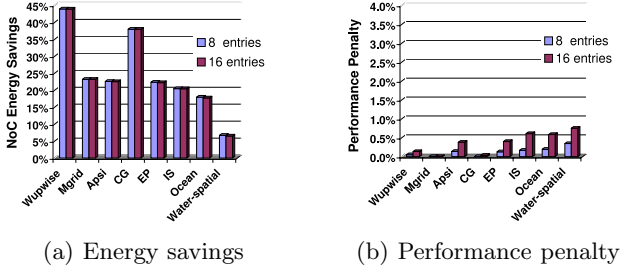 45%
40%
35%
30%
25%
20%
15%
10%
5%
0%
NoC Energy Savings
8 entries
16 entries
Wupwise
Mgrid
Apsi
CG
EP
IS
Ocean
Water-spatial
(a) Energy savings
4.0%
3.5%
3.0%
2.5%
2.0%
1.5%
1.0%
0.5%
0.0%
Performance Penalty
8 entries
16 entries
Wupwise
Mgrid
Apsi
CG
EP
IS
Ocean
Water-spatial
(b) Performance penalty